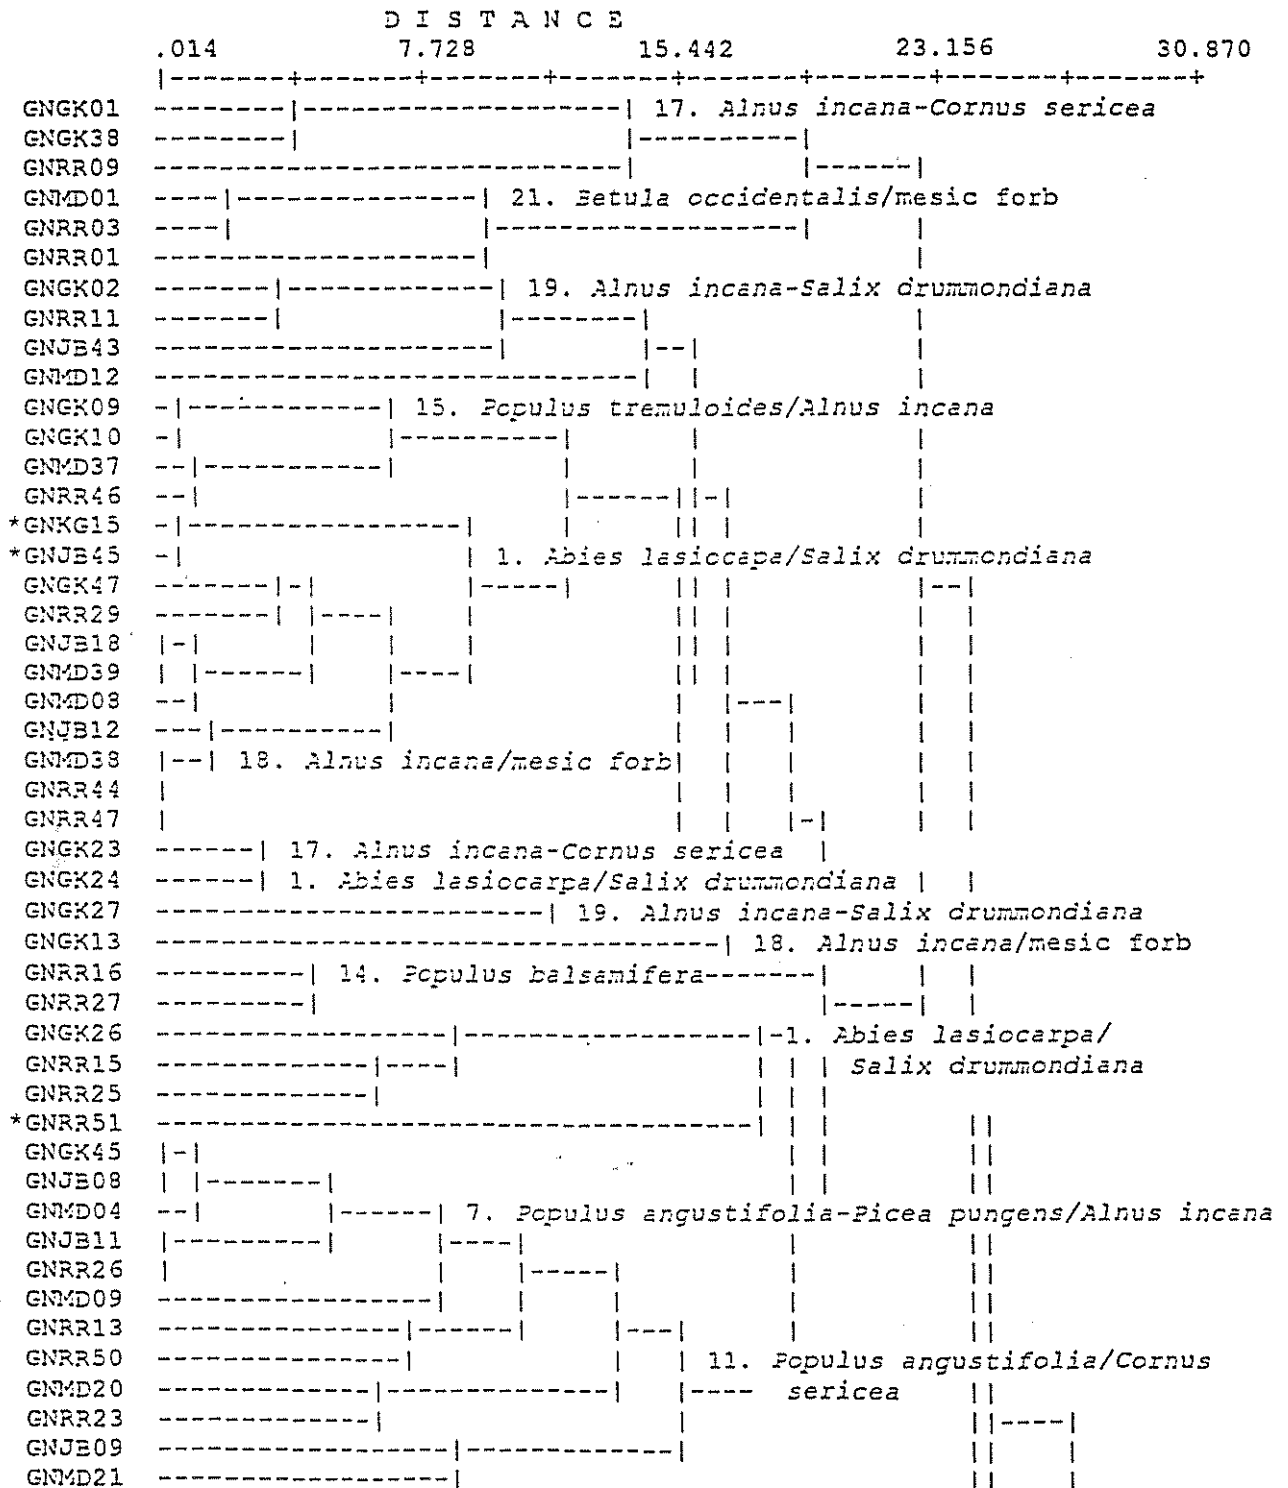 D I S T A N C E
.014 7.728 15.442 23.156 30.870
|-------+-------+-------+-------+-------+-------+-------+-------+
GNGK01 --------|--------------------| 17. Alnus incana-Cornus sericea
GNGK38 --------| |----------|
GNRR09 -----------------------------| |------|
GNMD01 ----|---------------| 21. Betula occidentalis/mesic forb
GNRR03 ----| |-------------------| |
GNRR01 --------------------| |
GNGK02 -------|-------------| 19. Alnus incana-Salix drummondiana
GNRR11 -------| |--------| |
GNJB43 ---------------------| |--| |
GNMD12 ------------------------------| | |
GNGK09 -|------------| 15. Populus tremuloides/Alnus incana
GNGK10 -| |----------| | |
GNMD37 --|-----------| | | |
GNRR46 --| |------||-| |
*GNKG15 -|-----------------| | || | |
*GNJB45 -| | 1. Abies lasiocapa/Salix drummondiana
GNGK47 -------|-| |-----| || | |--|
GNRR29 -------| |----| | || | | |
GNJB18 |-| | | | || | | |
GNMD39 | |------| |----| || | | |
GNMD08 --| | | |---| | |
GNJB12 ---|----------| | | | | |
GNMD38 |--| 18. Alnus incana/mesic forb| | | | |
GNRR44 | | | | | |
GNRR47 | | | |-| | |
GNGK23 ------| 17. Alnus incana-Cornus sericea |
GNGK24 ------| 1. Abies lasiocarpa/Salix drummondiana | |
GNGK27 ------------------------| 19. Alnus incana-Salix drummondiana
GNGK13 -----------------------------------| 18. Alnus incana/mesic forb
GNRR16 ---------| 14. Populus balsamifera-------| | |
GNRR27 ---------| |-----| |
GNGK26 ------------------|------------------|-1. Abies lasiocarpa/
GNRR15 -------------|----| | | | Salix drummondiana
GNRR25 -------------| | | |
*GNRR51 -------------------------------------| | | ||
GNGK45 |-| | | ||
GNJB08 | |-------| | | ||
GNMD04 --| |------| 7. Populus angustifolia-Picea pungens/Alnus incana
GNJB11 |---------| |----| | ||
GNRR26 | | |-----| | ||
GNMD09 -----------------| | | | ||
GNRR13 ---------------|------| |---| | ||
GNRR50 ---------------| | | 11. Populus angustifolia/Cornus
GNMD20 -------------|--------------| |---- sericea ||
GNRR23 -------------| | ||----|
GNJB09 ------------------|-------------| || |
GNMD21 ------------------| || |